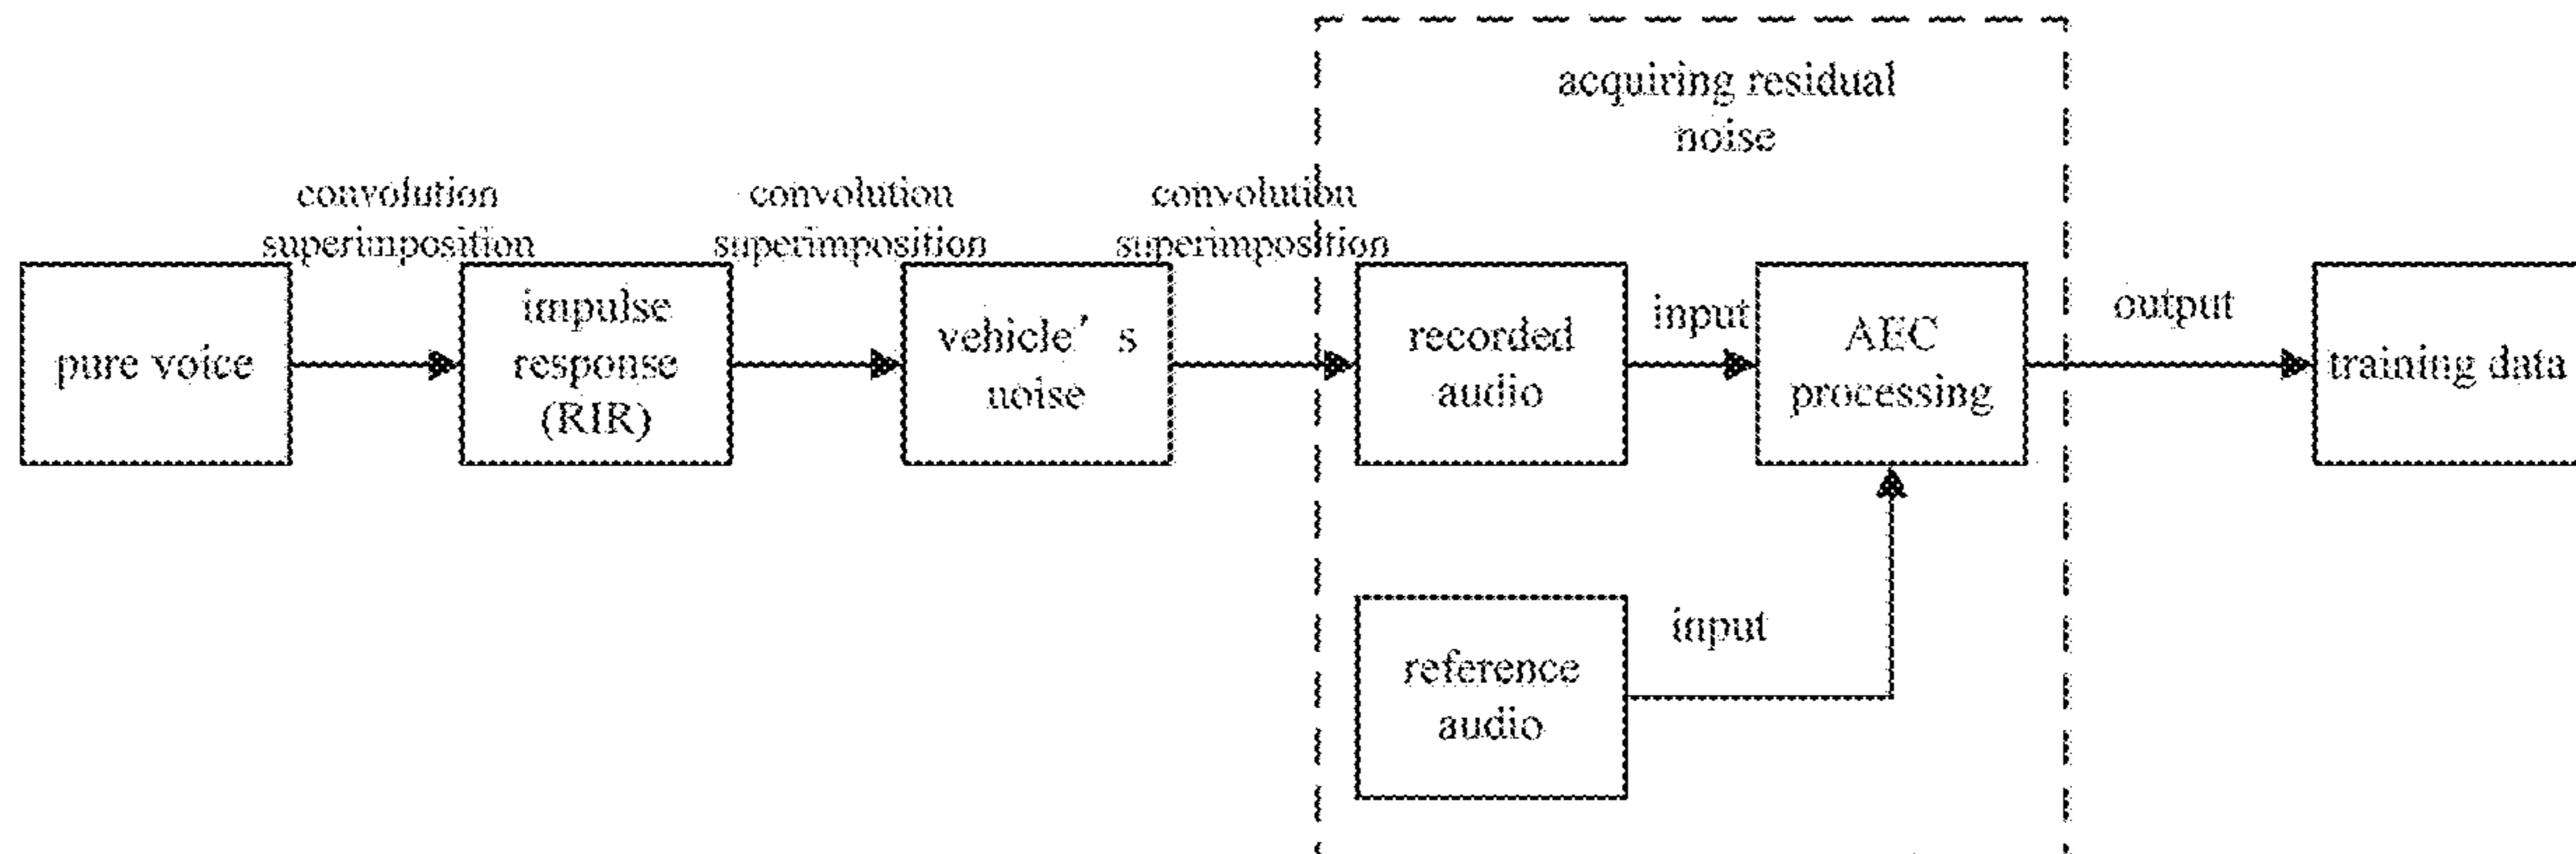 acquiring residual
noise
convolution
superimposition
convolution
superimposition
convolution
superimposition
pure voice
impulse
response
(RIR)
vehicle's
noise
recorded
audio
input
AEC
processing
output
training data
reference
audio
input